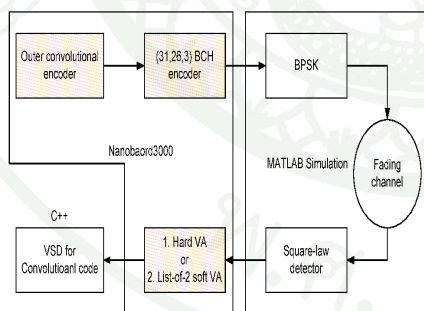 Outer convolutional
encoder
(31,26,3) BCH
encoder
BPSK
Nanobaord3000
MATLAB Simulation
Fading
channel
C++
VSD for
Convolutioanl code
1. Hard VA
or
2. List-of-2 soft VA
Square-law
detector